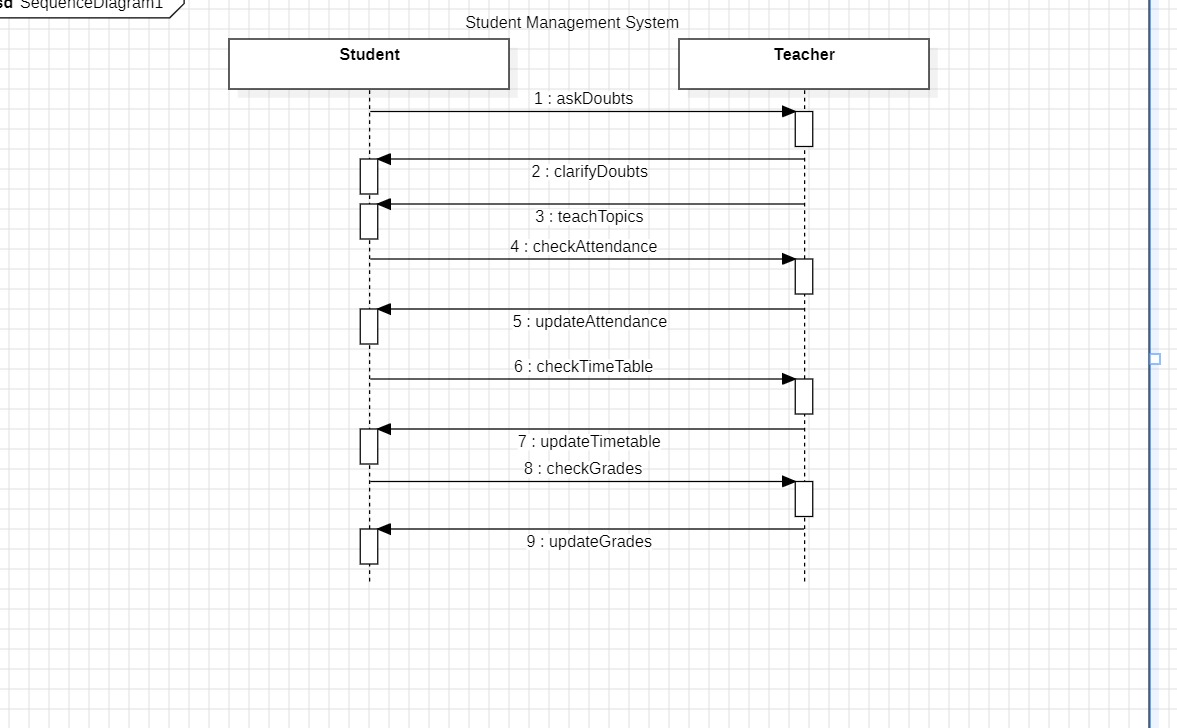 sd SequenceDiagram1
Student Management System
Student
Teacher
1 : askDoubts
2 : clarifyDoubts
3 : teachTopics
4 : checkAttendance
5 : updateAttendance
6 : checkTimeTable
7 : updateTimetable
8 : checkGrades
9 : updateGrades